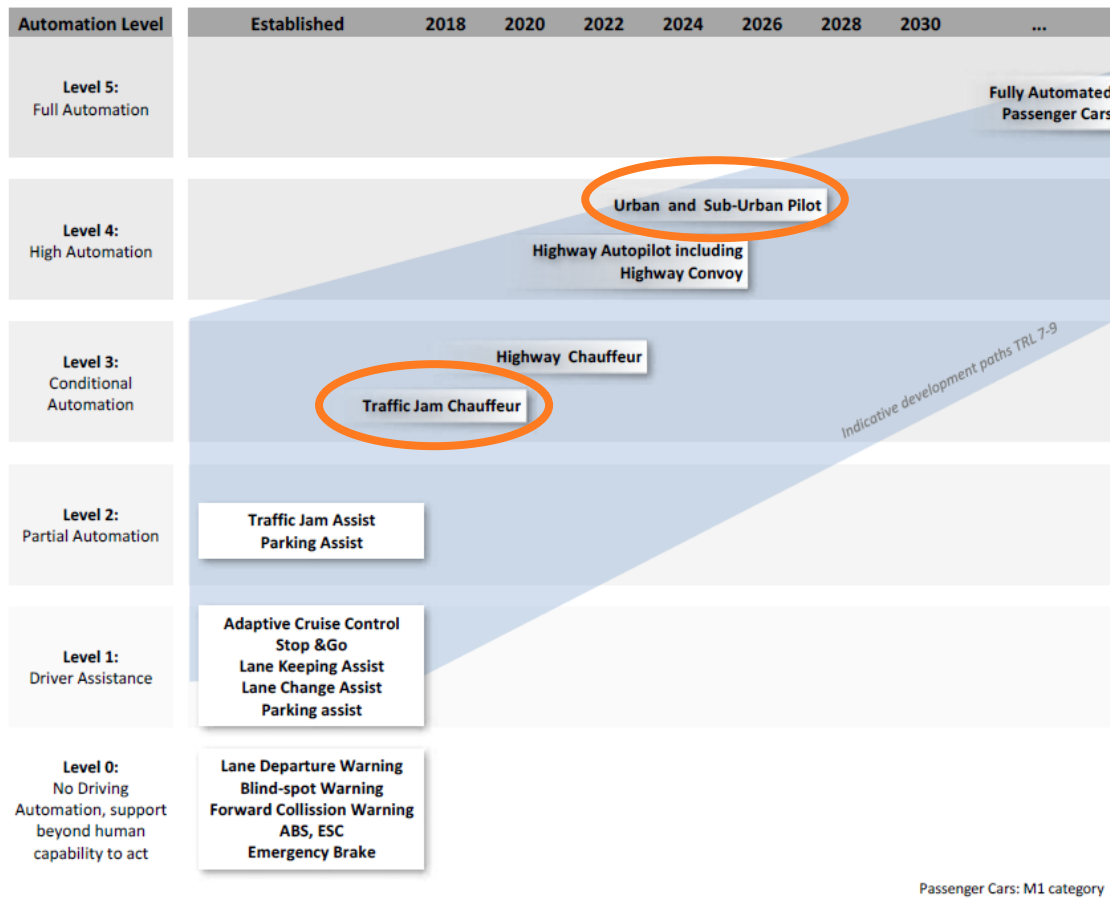 Automation Level Established 2018 2020 2022 2024 2026 2028 2030 ...
Level 5:
Full Automation
Fully Automated
Passenger Cars
Level 4:
High Automation
Urban and Sub-Urban Pilot
Highway Autopilot including
Highway Convoy
Level 3:
Conditional
Automation
Highway Chauffeur
Traffic Jam Chauffeur
Indicative development paths TRL 7-9
Level 2:
Partial Automation
Traffic Jam Assist
Parking Assist
Level 1:
Driver Assistance
Adaptive Cruise Control
Stop &Go
Lane Keeping Assist
Lane Change Assist
Parking assist
Level 0:
No Driving
Automation, support
beyond human
capability to act
Lane Departure Warning
Blind-spot Warning
Forward Collission Warning
ABS, ESC
Emergency Brake
Passenger Cars: M1 category